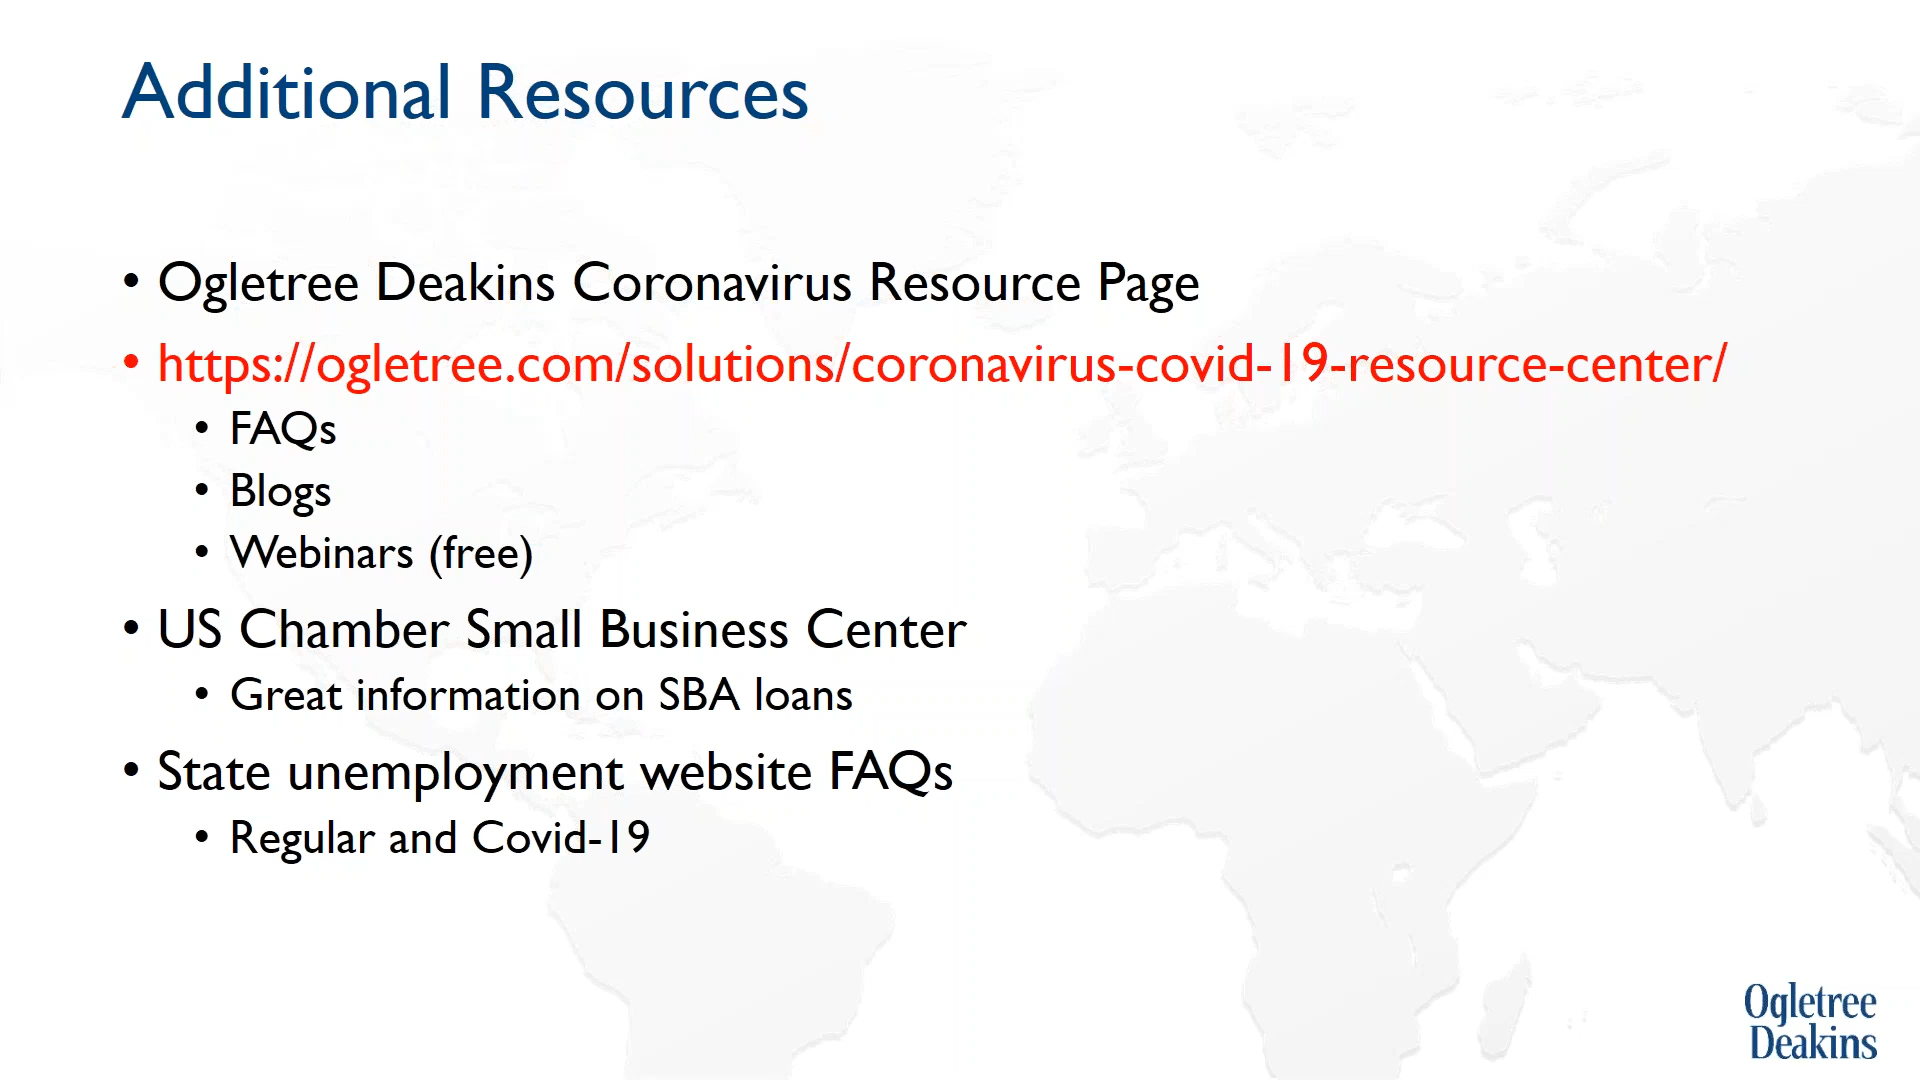 Additional Resources
• Ogletree Deakins Coronavirus Resource Page
• https://ogletree.com/solutions/coronavirus-covid-19-resource-center/
• FAQs
• Blogs
• Webinars (free)
• US Chamber Small Business Center
• Great information on SBA loans
• State unemployment website FAQs
• Regular and Covid-19
Ogletree
Deakins